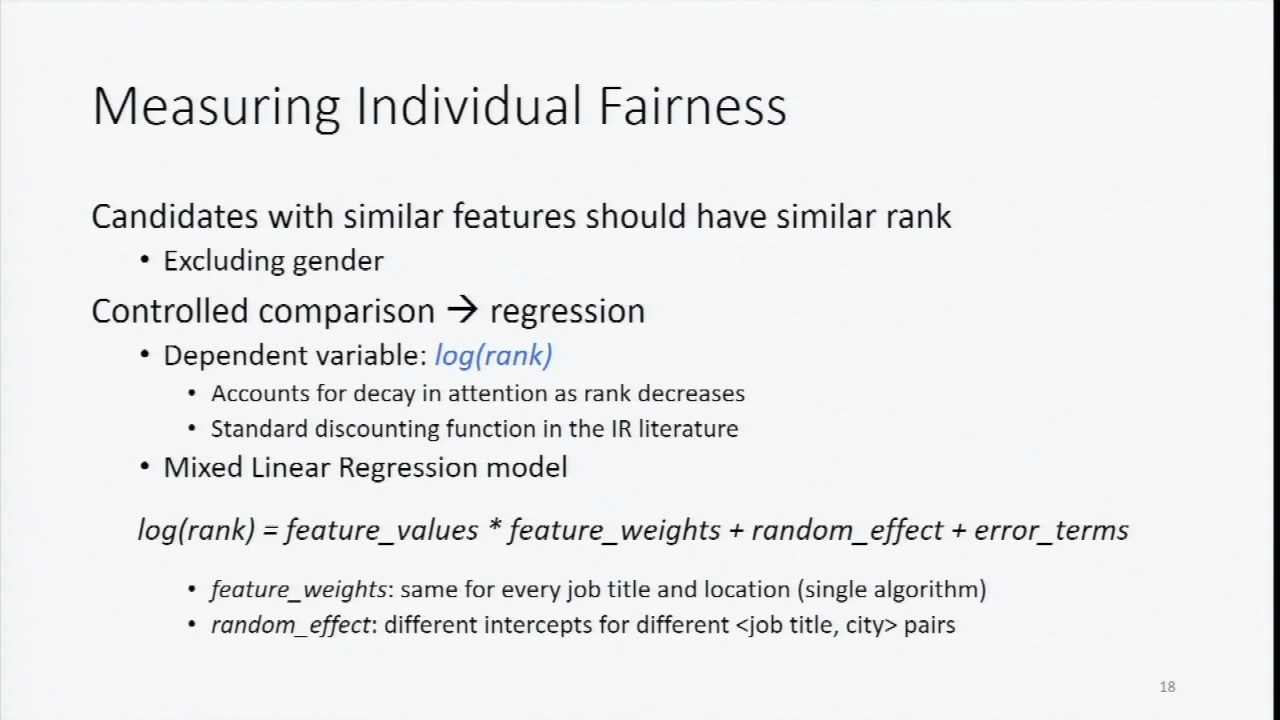 Measuring Individual Fairness
Candidates with similar features should have similar rank
• Excluding gender
Controlled comparison → regression
• Dependent variable: log(rank)
• Accounts for decay in attention as rank decreases
• Standard discounting function in the IR literature
• Mixed Linear Regression model
log(rank) = feature_values * feature_weights + random_effect + error_terms
• feature_weights: same for every job title and location (single algorithm)
• random_effect: different intercepts for different <job title, city> pairs
18